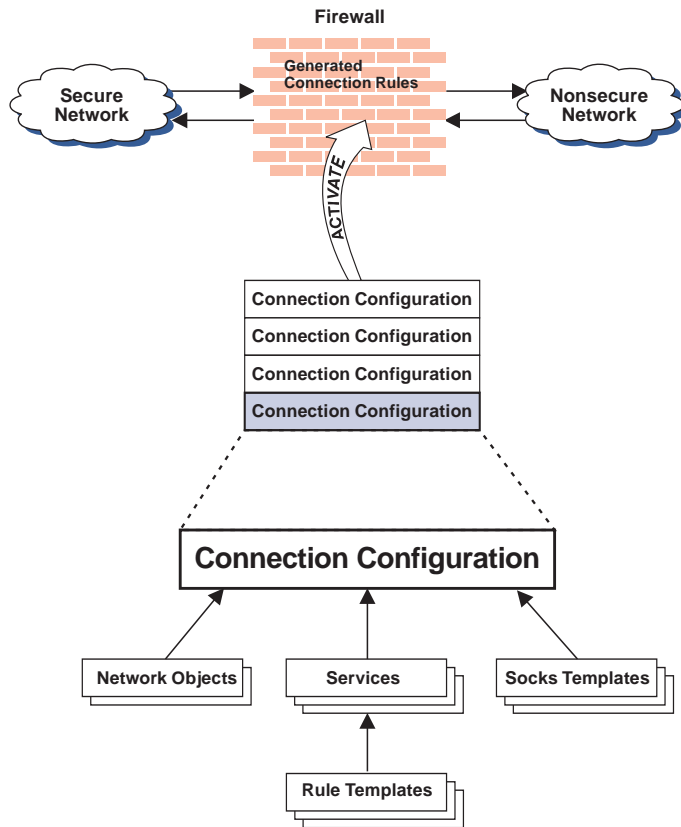 Firewall
Generated
Connection Rules
Secure
Network
Nonsecure
Network
ACTIVATE
Connection Configuration
Connection Configuration
Connection Configuration
Connection Configuration
Connection Configuration
Network Objects
Services
Socks Templates
Rule Templates